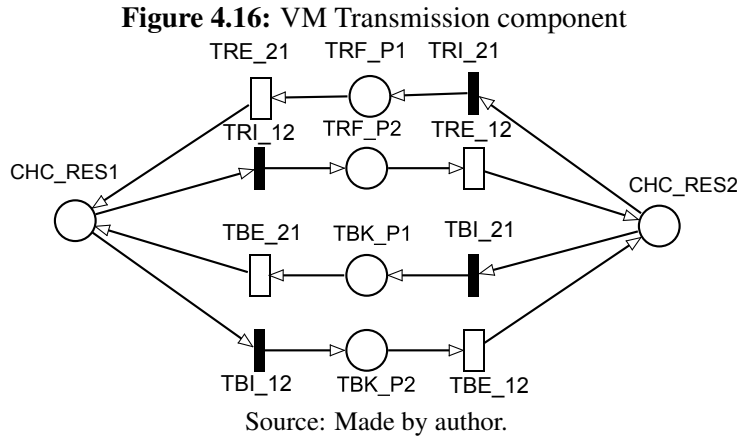 Figure 4.16: VM Transmission component
TRE_21 TRF_P1 TRI_21
TRI_12 TRF_P2 TRE_12
CHC_RES1 CHC_RES2
TBE_21 TBK_P1 TBI_21
TBI_12 TBK_P2 TBE_12
Source: Made by author.